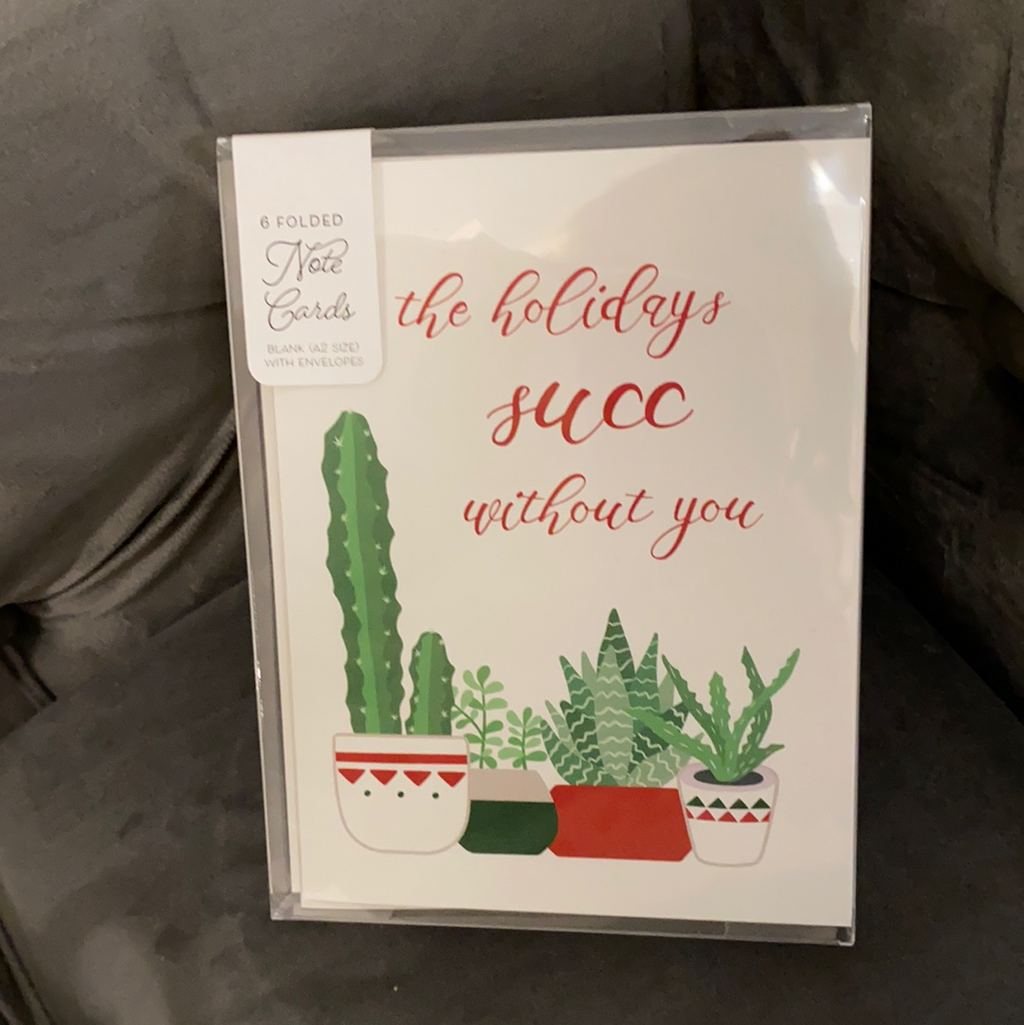 6 FOLDED
Note
Cards
BLANK (A2 SIZE)
WITH ENVELOPES
the holidays
succ
without you